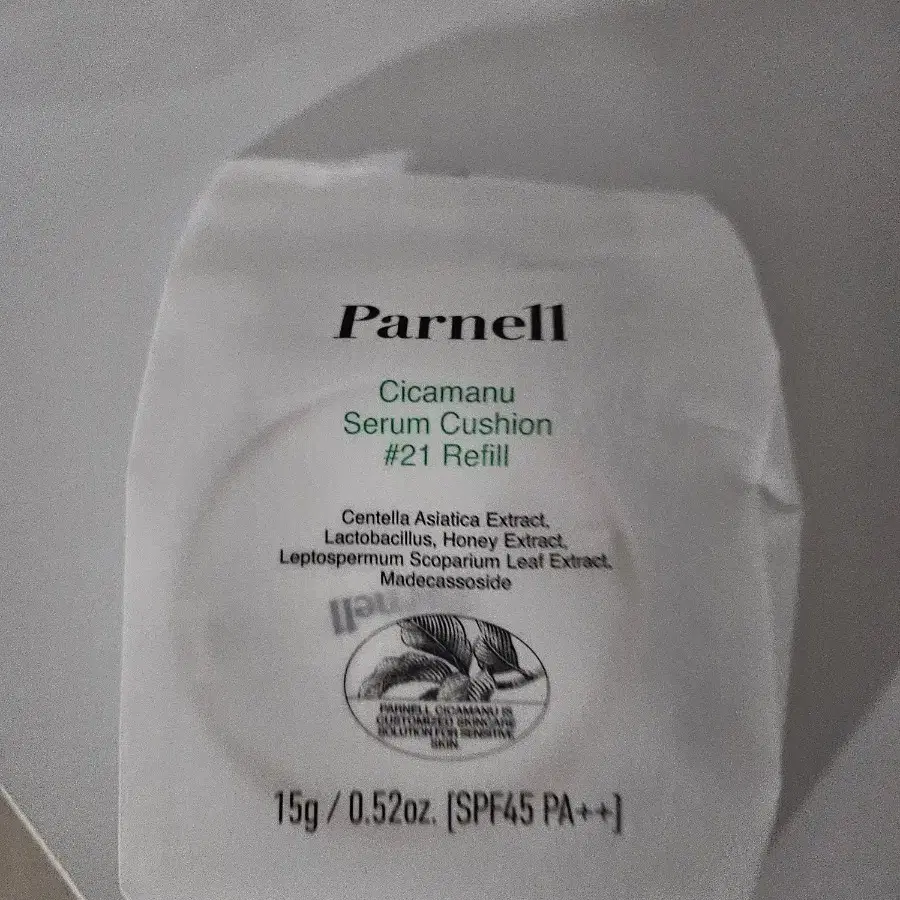 Parnell
Cicamanu
Serum Cushion
#21 Refill
Centella Asiatica Extract,
Lactobacillus, Honey Extract,
Leptospermum Scoparium Leaf Extract,
Madecassoside
nell
PARNELL CICAMANU IS
CUSTOMIZED SKINCARE
SOLUTION FOR SENSITIVE
SKIN
15g / 0.52oz. [SPF45 PA++]